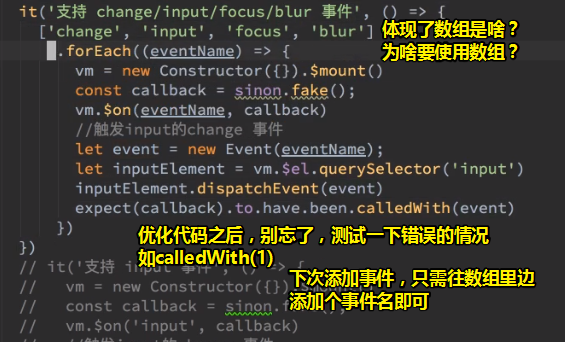 it('支持 change/input/focus/blur 事件', () => {
['change', 'input', 'focus', 'blur']
体现了数组是啥？
为啥要使用数组？
.forEach((eventName) => {
vm = new Constructor({}).$mount()
const callback = sinon.fake();
vm.$on(eventName, callback)
//触发input的change 事件
let event = new Event(eventName);
let inputElement = vm.$el.querySelector('input')
inputElement.dispatchEvent(event)
expect(callback).to.have.been.calledWith(event)
})
优化代码之后，别忘了，测试一下错误的情况
如calledWith(1)
})
下次添加事件，只需往数组里边
添加个事件名即可
// it('支持 input 事件', () => {
// vm = new Constructor({})
// const callback = sinon.
// vm.$on('input', callback)